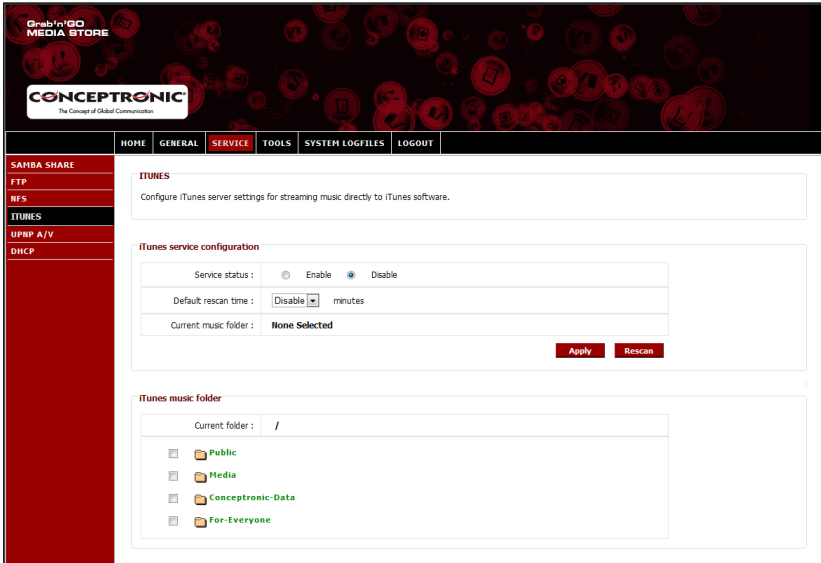 Grab'n'GO
MEDIA STORE
CONCEPTRONIC®
The Concept of Global Communication
HOME GENERAL SERVICE TOOLS SYSTEM LOGFILES LOGOUT
SAMBA SHARE
FTP
NFS
ITUNES
UPNP A/V
DHCP
ITUNES
Configure iTunes server settings for streaming music directly to iTunes software.
iTunes service configuration
Service status : Enable Disable
Default rescan time : Disable minutes
Current music folder : None Selected
Apply Rescan
iTunes music folder
Current folder : /
Public
Media
Conceptronic-Data
For-Everyone